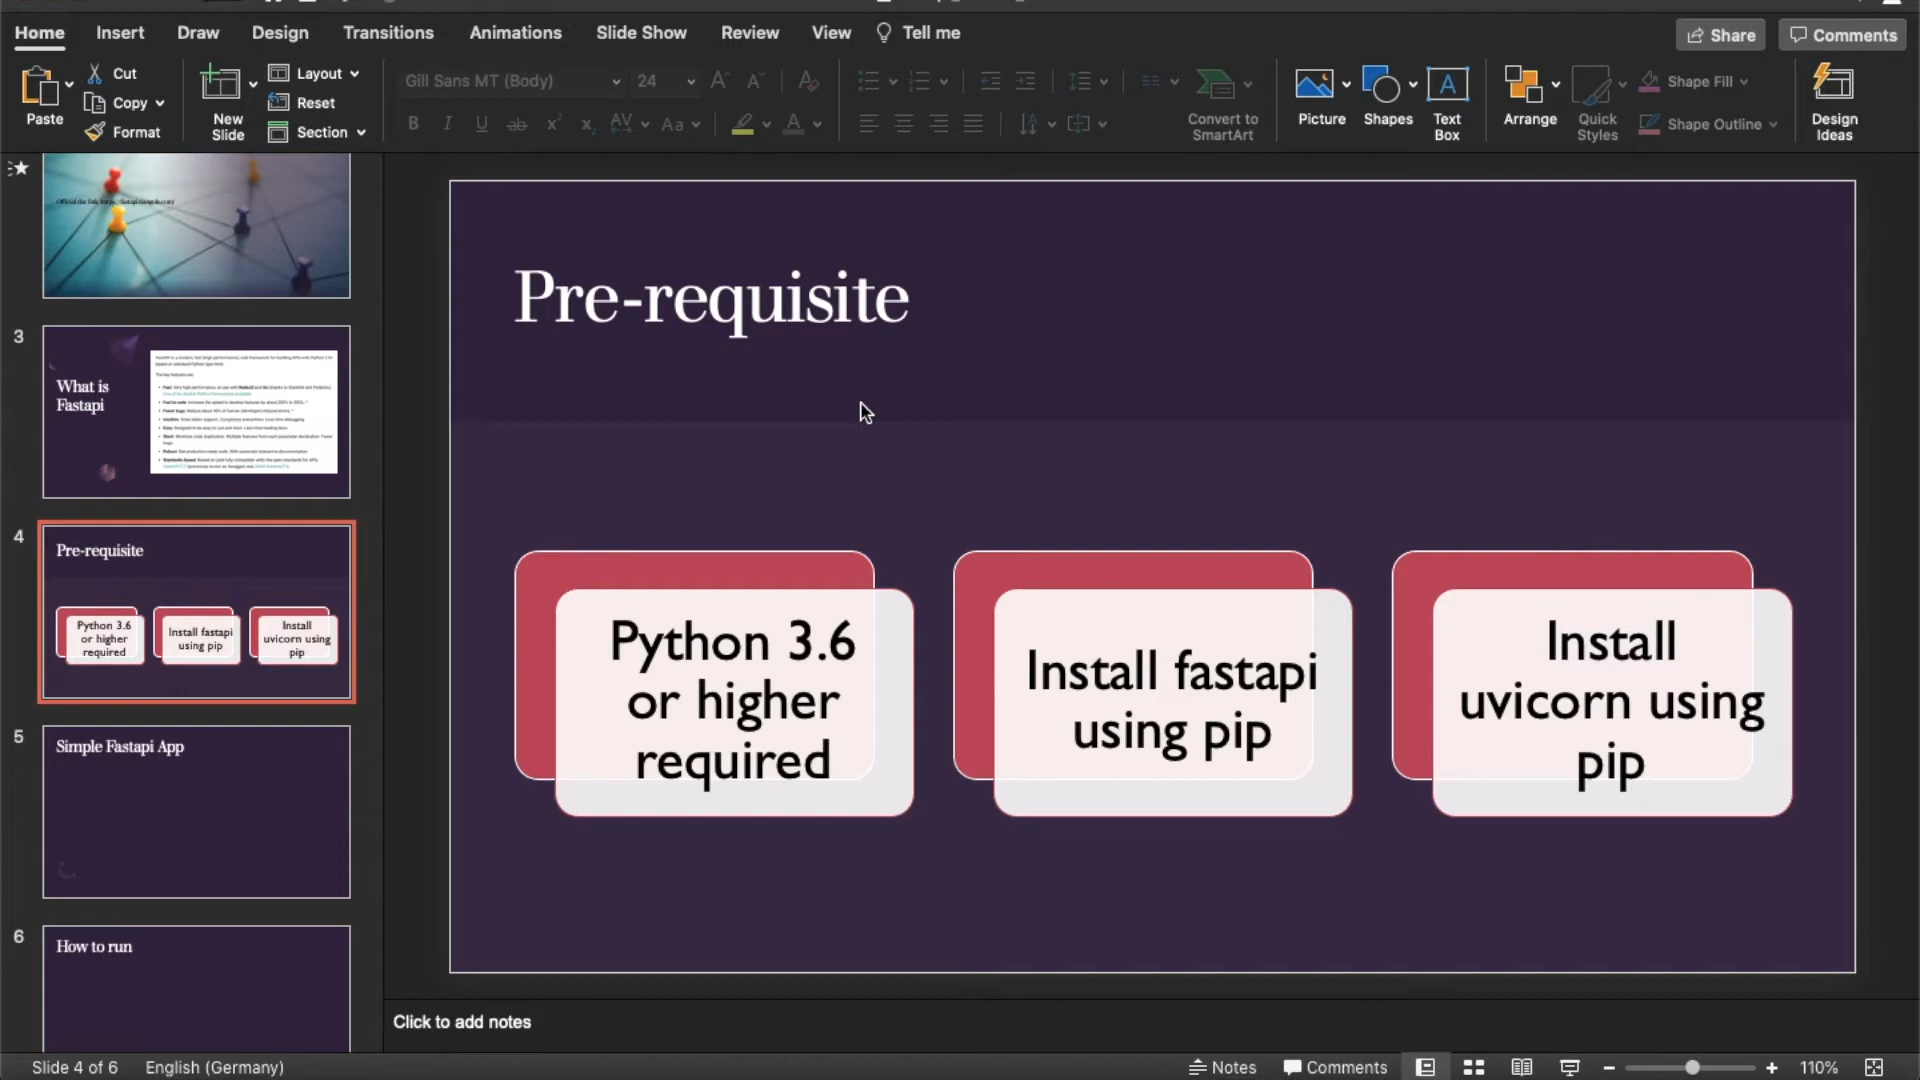 Home
Insert
Draw
Design
Transitions
Animations
Slide Show
Review
View
Tell me
Share
Comments
Paste
Cut
Copy
Format
New
Slide
Layout
Reset
Section
Gill Sans MT (Body)
24
Convert to
SmartArt
Picture
Shapes
Text
Box
Arrange
Quick
Styles
Shape Fill
Shape Outline
Design
Ideas
3
What is
Fastapi
The key features are:
4
Pre-requisite
Python 3.6
or higher
required
Install fastapi
using pip
Install
uvicorn using
pip
5
Simple Fastapi App
6
How to run
Pre-requisite
Python 3.6
or higher
required
Install fastapi
using pip
Install
uvicorn using
pip
Click to add notes
Slide 4 of 6
English (Germany)
Notes
Comments
110%